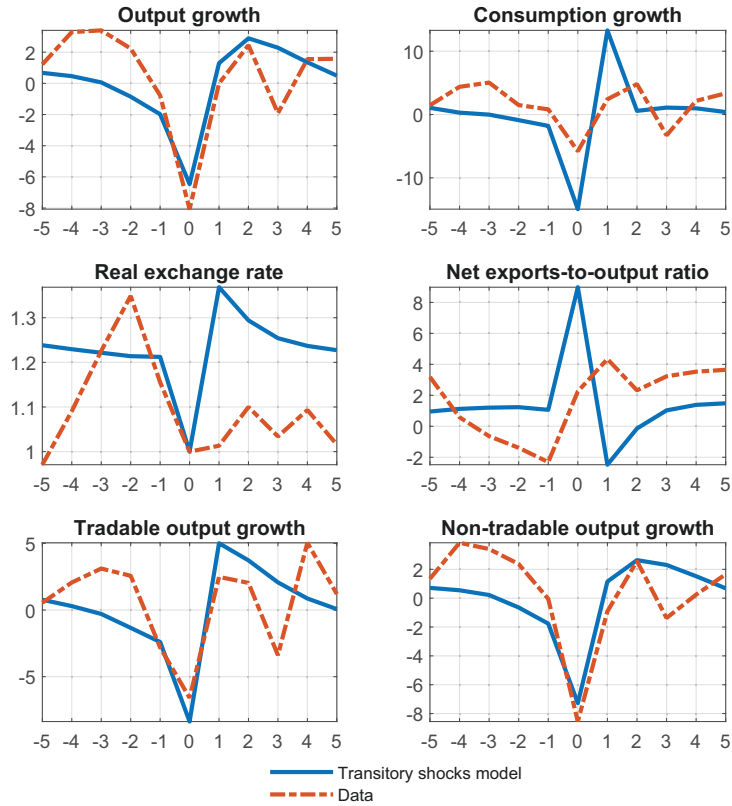 Output growth
2
0
-2
-4
-6
-8
-5 -4 -3 -2 -1 0 1 2 3 4 5
Consumption growth
10
0
-10
-5 -4 -3 -2 -1 0 1 2 3 4 5
Real exchange rate
1.3
1.2
1.1
1
-5 -4 -3 -2 -1 0 1 2 3 4 5
Net exports-to-output ratio
8
6
4
2
0
-2
-5 -4 -3 -2 -1 0 1 2 3 4 5
Tradable output growth
5
0
-5
-5 -4 -3 -2 -1 0 1 2 3 4 5
Non-tradable output growth
2
0
-2
-4
-6
-8
-5 -4 -3 -2 -1 0 1 2 3 4 5
Transitory shocks model
Data